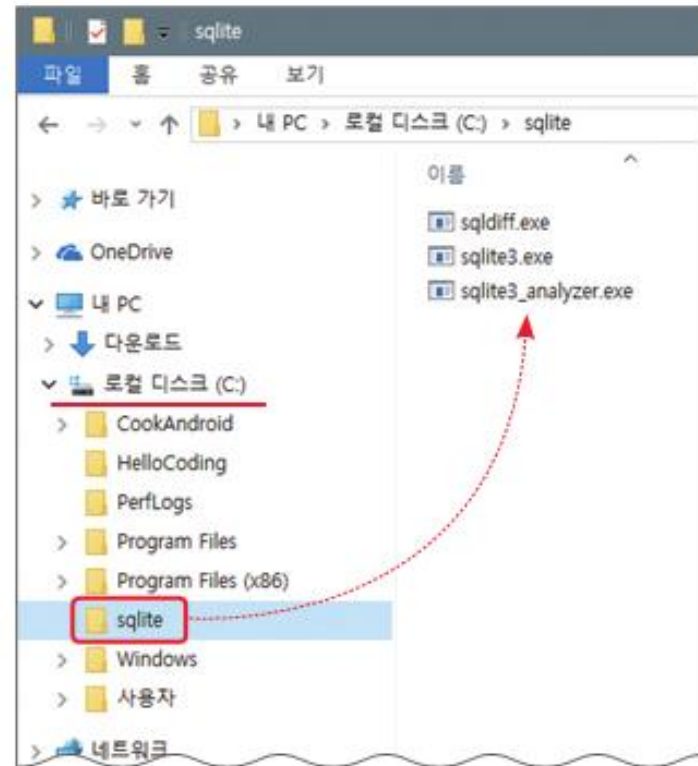 sqlite
파일 홈 공유 보기
내 PC > 로컬 디스크 (C:) > sqlite
바로 가기
OneDrive
내 PC
다운로드
로컬 디스크 (C:)
CookAndroid
HelloCoding
PerfLogs
Program Files
Program Files (x86)
sqlite
Windows
사용자
네트워크
이름
sqldiff.exe
sqlite3.exe
sqlite3_analyzer.exe